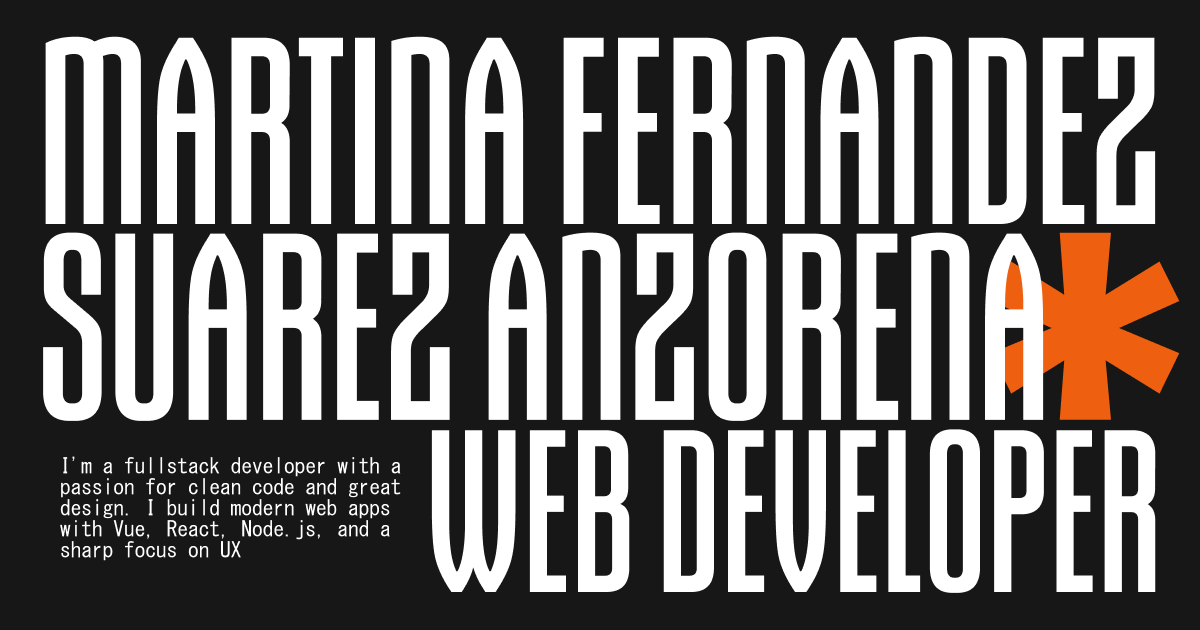 MARTINA FERNANDEZ
SUAREZ ANZORENA*
WEB DEVELOPER
I'm a fullstack developer with a
passion for clean code and great
design. I build modern web apps
with Vue, React, Node.js, and a
sharp focus on UX